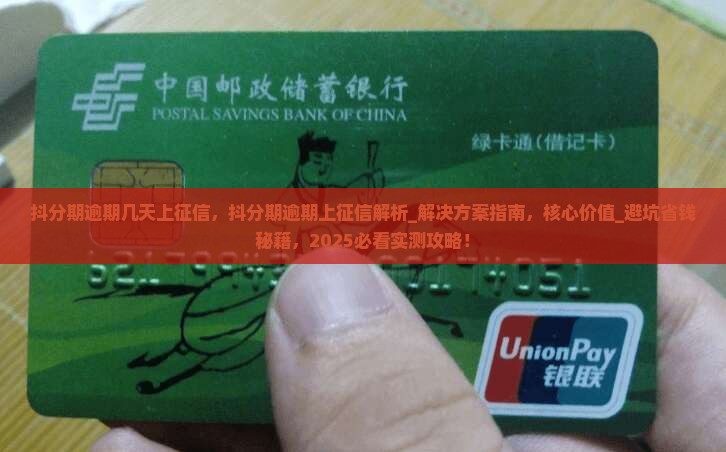 中国邮政储蓄银行
POSTAL SAVINGS BANK OF CHINA
绿卡通(借记卡)
抖分期逾期几天上征信，抖分期逾期上征信解析_解决方案指南，核心价值_避坑省钱
秘籍，2025必看实测攻略！
UnionPay
银联